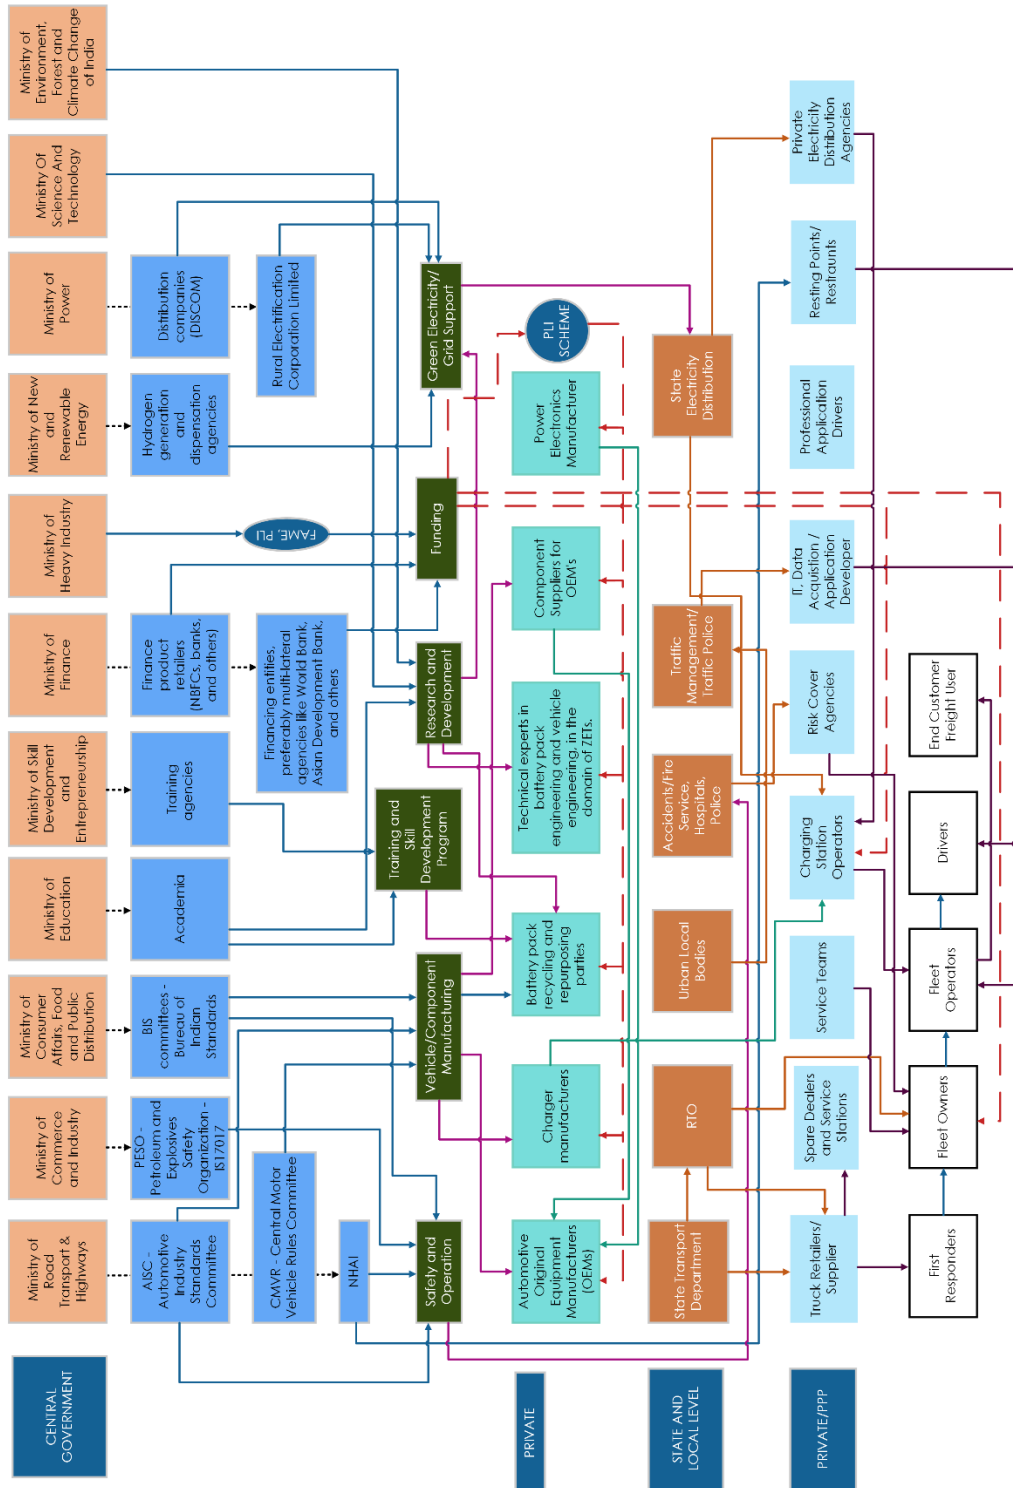 CENTRAL
GOVERNMENT
Ministry of
Road
Transport &
Highways
Ministry of
Commerce
and Industry
Ministry of
Consumer
Affairs, Food
and Public
Distribution
Ministry of
Education
Ministry of Skill
Development
and
Entrepreneurship
Ministry of
Finance
Ministry of
Heavy Industry
Ministry of New
and
Renewable
Energy
Ministry of
Power
Ministry Of
Science And
Technology
Ministry of
Environment,
Forest and
Climate Change
of India
AISC -
Automotive
Industry
Standards
Committee
PESO -
Petroleum and
Explosives
Safety
Organization -
IS17017
BIS
committees -
Bureau of
Indian
Standards
Academia
Training
agencies
Finance
product
retailers
(NBFCs, banks,
and others)
FAME, PLI
Hydrogen
generation
and
dispensation
agencies
Distribution
companies
(DISCOM)
CMVR - Central Motor
Vehicle Rules Committee
Financing entities,
preferably multi-lateral
agencies like World Bank,
Asian Development Bank,
and others
Rural Electrification
Corporation Limited
NHAI
Safety and
Operation
Vehicle/Component
Manufacturing
Training and
Skill
Development
Program
Research and
Development
Funding
Green Electricity/
Grid Support
PRIVATE
Automotive
Original
Equipment
Manufacturers
(OEMs)
Charger
manufacturers
Battery pack
recycling and
repurposing
parties
Technical experts in
battery pack
engineering and vehicle
engineering, in the
domain of ZETs.
Component
Suppliers for
OEM's
Power
Electronics
Manufacturer
PLI
SCHEME
STATE AND
LOCAL LEVEL
State Transport
Department
RTO
Urban Local
Bodies
Accidents/Fire
Service,
Hospitals,
Police
Traffic
Management/
Traffic Police
State
Electricity
Distribution
PRIVATE/PPP
Truck Retailers/
Supplier
Spare Dealers
and Service
Stations
Service Teams
Charging
Station
Operators
Risk Cover
Agencies
IT, Data
Acquistion /
Application
Developer
Professional
Application
Drivers
Resting Points/
Restraunts
Private
Electricity
Distribution
Agencies
First
Responders
Fleet Owners
Fleet
Operators
Drivers
End Customer
Freight User